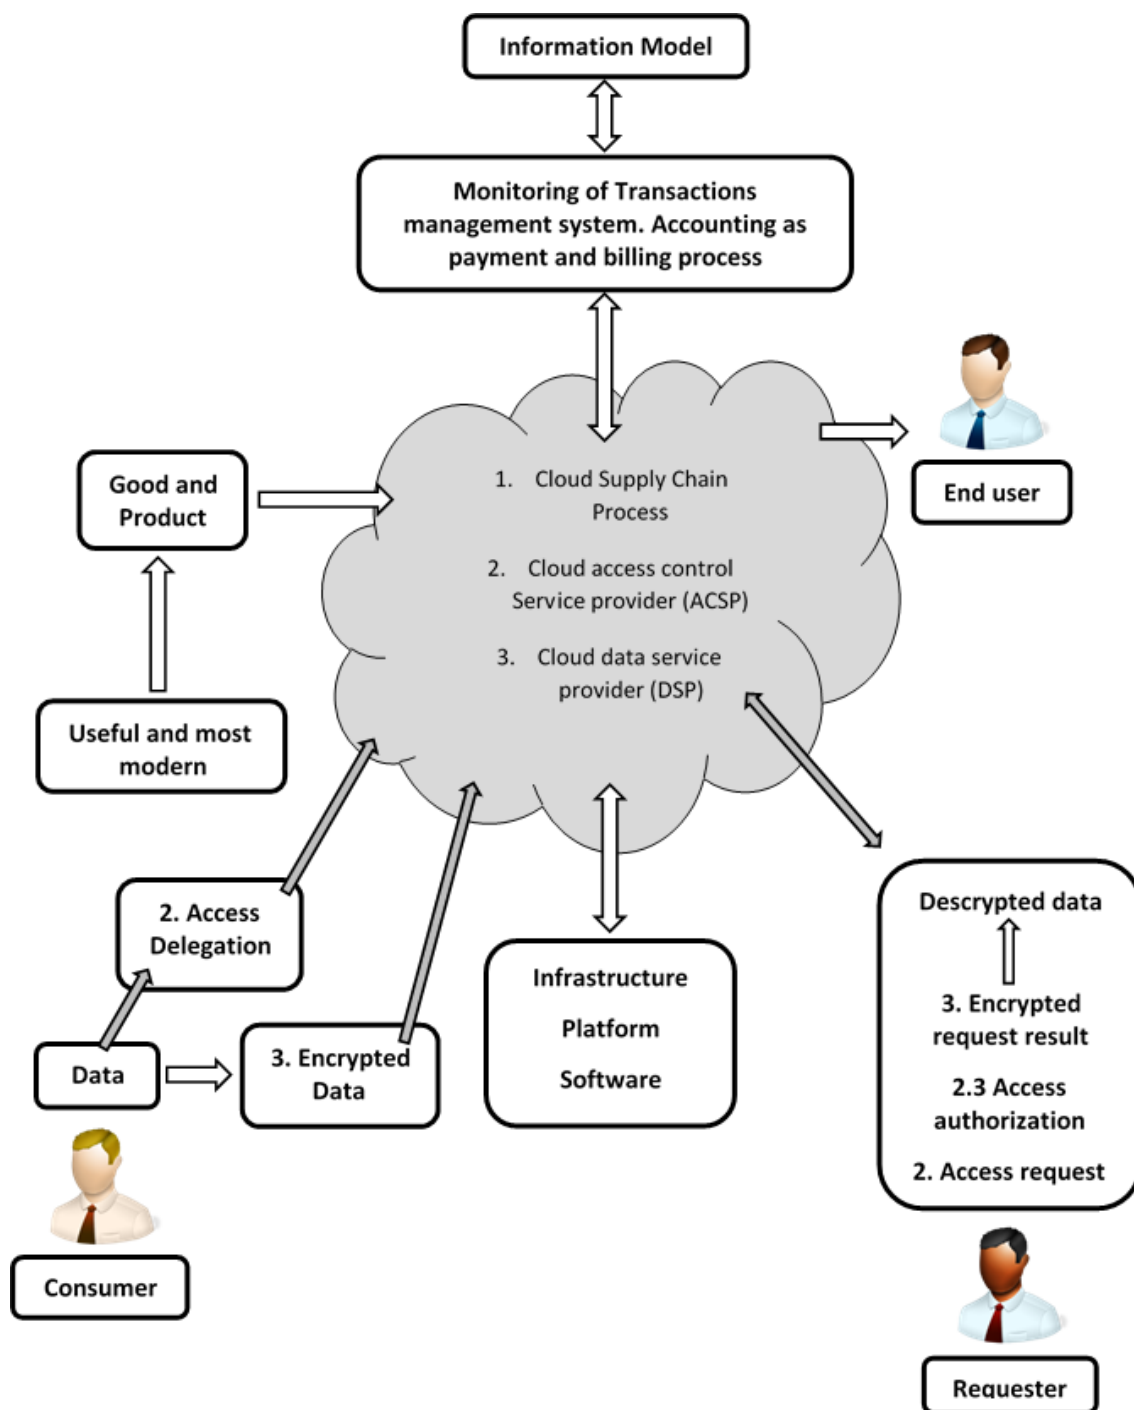 Information Model
Monitoring of Transactions
management system. Accounting as
payment and billing process
End user
Good and
Product
1. Cloud Supply Chain
Process
2. Cloud access control
Service provider (ACSP)
3. Cloud data service
provider (DSP)
Useful and most
modern
2. Access
Delegation
Data
3. Encrypted
Data
Consumer
Infrastructure
Platform
Software
Descrypted data
3. Encrypted
request result
2.3 Access
authorization
2. Access request
Requester